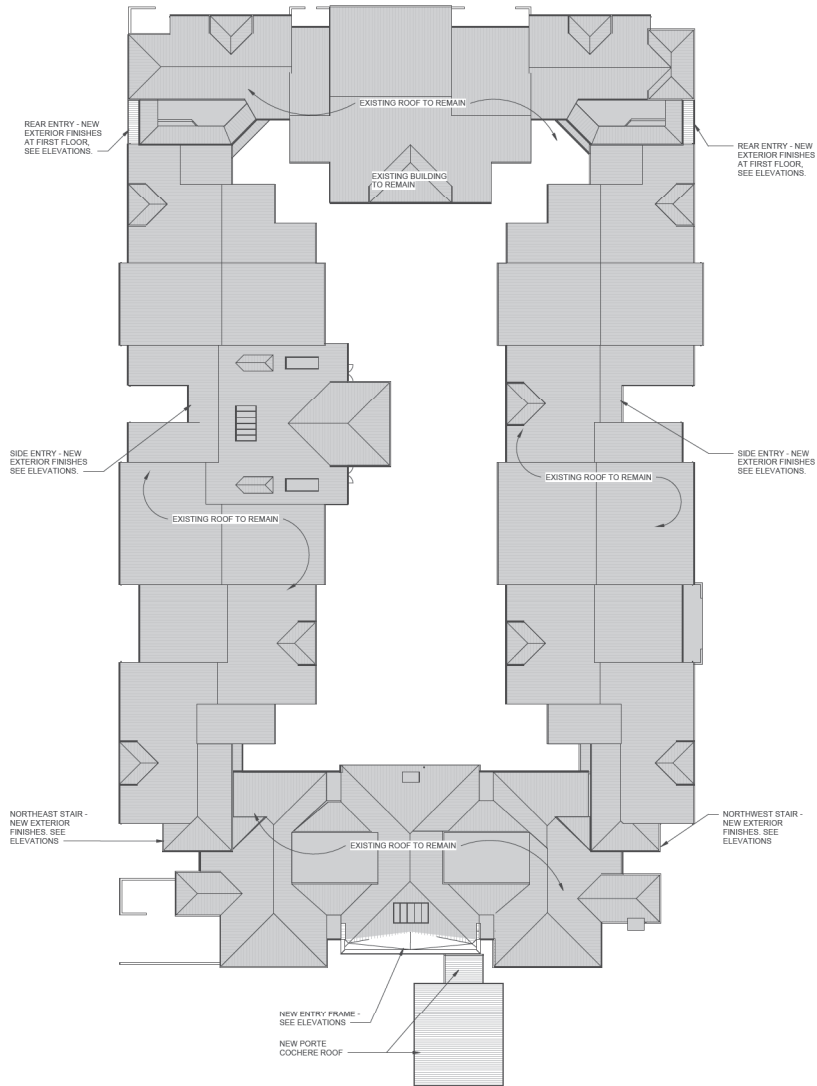 EXISTING ROOF TO REMAIN
REAR ENTRY - NEW
EXTERIOR FINISHES
AT FIRST FLOOR,
SEE ELEVATIONS.
REAR ENTRY - NEW
EXTERIOR FINISHES
AT FIRST FLOOR,
SEE ELEVATIONS.
EXISTING BUILDING
TO REMAIN
SIDE ENTRY - NEW
EXTERIOR FINISHES
SEE ELEVATIONS.
SIDE ENTRY - NEW
EXTERIOR FINISHES
SEE ELEVATIONS.
EXISTING ROOF TO REMAIN
EXISTING ROOF TO REMAIN
NORTHEAST STAIR -
NEW EXTERIOR
FINISHES. SEE
ELEVATIONS
NORTHWEST STAIR -
NEW EXTERIOR
FINISHES. SEE
ELEVATIONS
EXISTING ROOF TO REMAIN
NEW ENTRY FRAME -
SEE ELEVATIONS
NEW PORTE
COCHERE ROOF